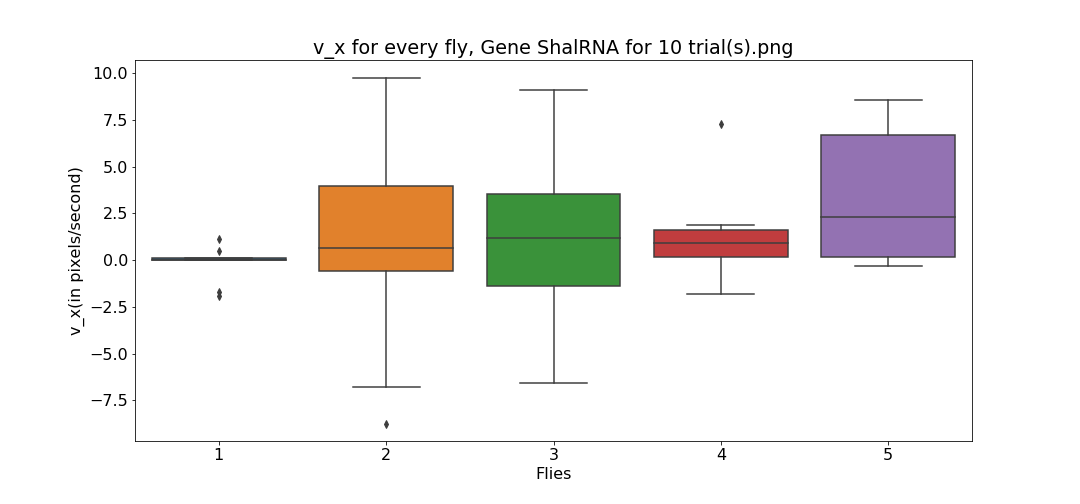 v_x for every fly, Gene ShalRNA for 10 trial(s).png
10.0
7.5
5.0
2.5
0.0
−2.5
−5.0
−7.5
v_x(in pixels/second)
1 2 3 4 5
Flies